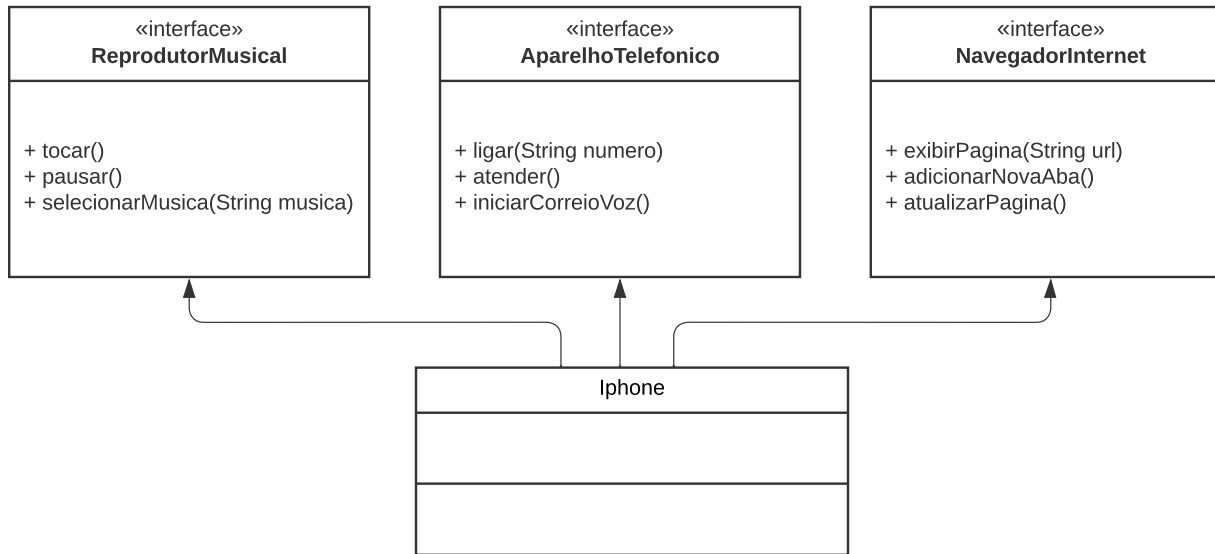 «interface»
ReprodutorMusical
+ tocar()
+ pausar()
+ selecionarMusica(String musica)
«interface»
AparelhoTelefonico
+ ligar(String numero)
+ atender()
+ iniciarCorreioVoz()
«interface»
NavegadorInternet
+ exibirPagina(String url)
+ adicionarNovaAba()
+ atualizarPagina()
Iphone